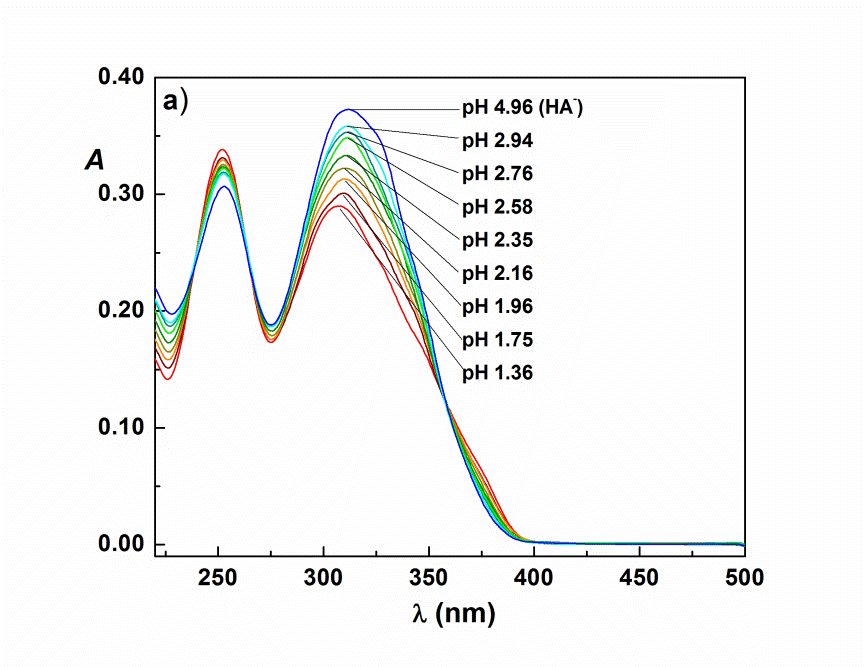 0.40
a)
pH 4.96 (HA⁻)
A
pH 2.94
pH 2.76
0.30
pH 2.58
pH 2.35
pH 2.16
0.20
pH 1.96
pH 1.75
pH 1.36
0.10
0.00
250 300 350 400 450 500
λ (nm)